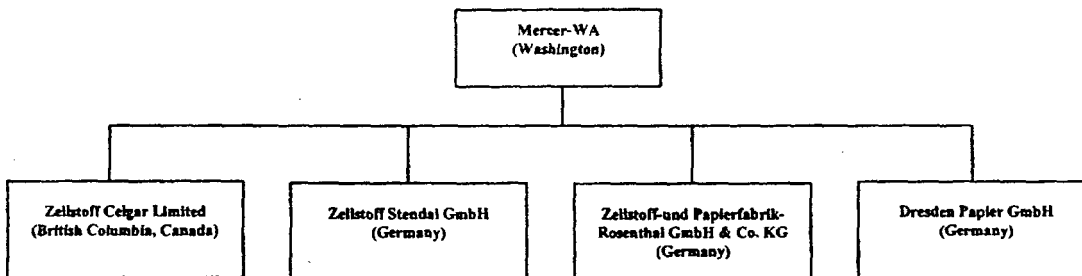 Mercer-WA
(Washington)
Zellstoff Celgar Limited
(British Columbia, Canada)
Zellstoff Stendal GmbH
(Germany)
Zellstoff-und Papierfabrik-
Rosenthal GmbH & Co. KG
(Germany)
Dresden Papier GmbH
(Germany)